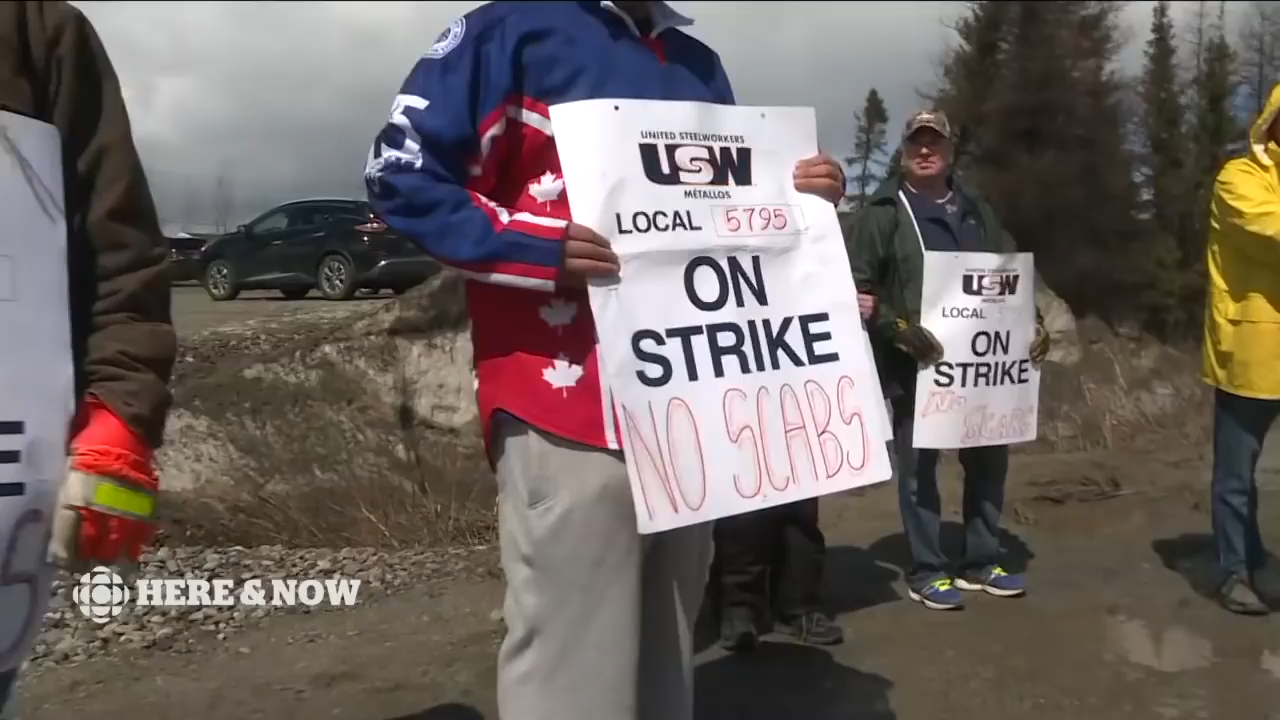 UNITED STEELWORKERS
USW
MÉTALLOS
LOCAL 5795
ON
STRIKE
NO SCABS
USW
LOCAL
ON
STRIKE
No
SCABS
HERE & NOW